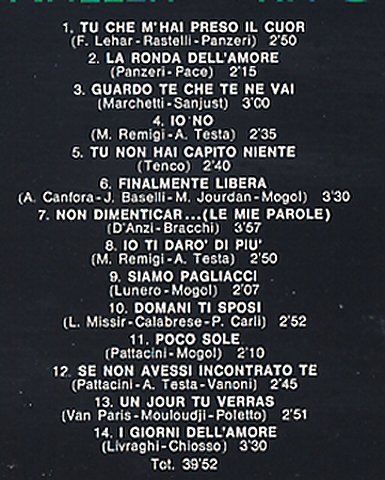 1. TU CHE M'HAI PRESO IL CUOR
(F. Lehar-Rastelli-Panzeri) 2'50
2. LA RONDA DELL'AMORE
(Panzeri-Pace) 2'15
3. GUARDO TE CHE TE NE VAI
(Marchetti-Sanjust) 3'00
4. IO NO
(M. Remigi-A. Testa) 2'35
5. TU NON HAI CAPITO NIENTE
(Tenco) 2'40
6. FINALMENTE LIBERA
(A. Canfora-J. Baselli-M. Jourdan-Mogol) 3'30
7. NON DIMENTICAR...(LE MIE PAROLE)
(D'Anzi-Bracchi) 3'57
8. IO TI DARO' DI PIU'
(M. Remigi-A. Testa) 2'50
9. SIAMO PAGLIACCI
(Lunero-Mogol) 2'07
10. DOMANI TI SPOSI
(L. Missir-Calabrese-P. Carli) 2'52
11. POCO SOLE
(Pattacini-Mogol) 2'10
12. SE NON AVESSI INCONTRATO TE
(Pattacini-A. Testa-Vanoni) 2'45
13. UN JOUR TU VERRAS
(Van Paris-Mouloudji-Poletto) 2'51
14. I GIORNI DELL'AMORE
(Livraghi-Chiosso) 3'30
Tot. 39'52